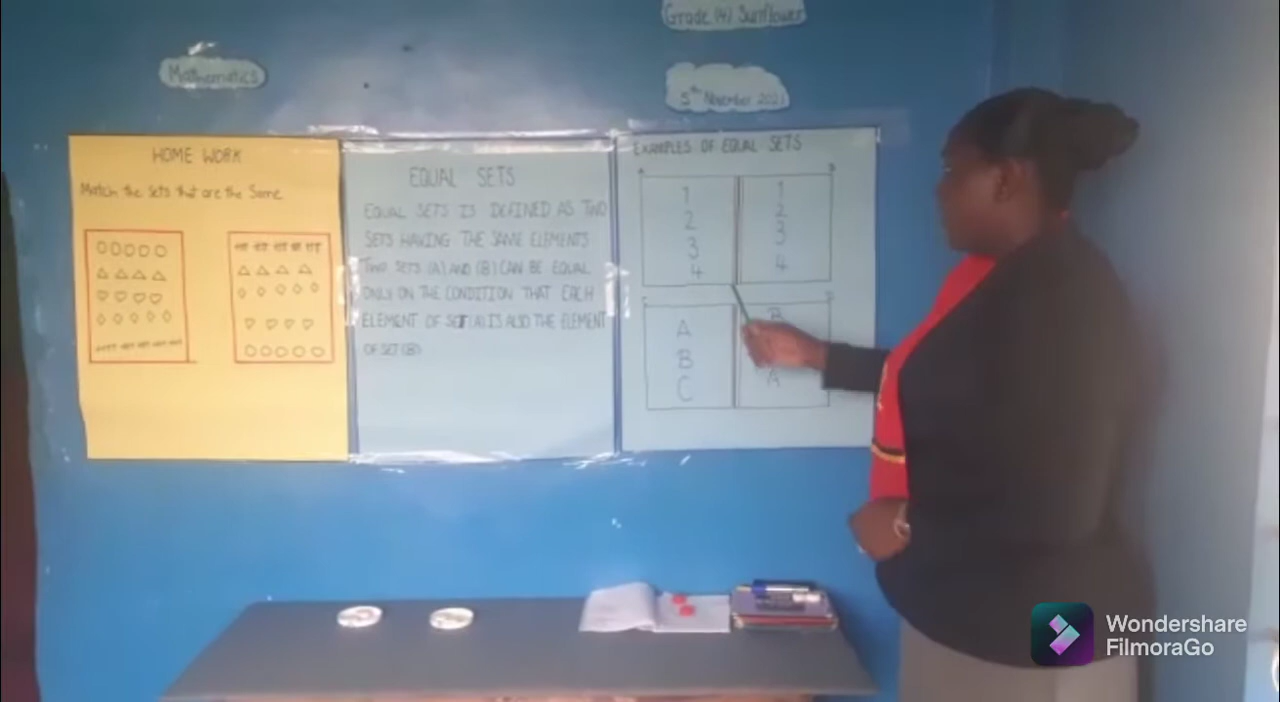 Grade (4) Sunflower
Mathematics
5th November 2021
HOME WORK
Match the sets that are the Same
EQUAL SETS
EQUAL SETS IS DEFINED AS TWO
SETS HAVING THE SAME ELEMENTS
TWO SETS (A) AND (B) CAN BE EQUAL
ONLY ON THE CONDITION THAT EACH
ELEMENT OF SET (A) IS ALSO THE ELEMENT
OF SET (B)
EXAMPLES OF EQUAL SETS
1 1
2 2
3 3
4 4
A B
B
C A
Wondershare
FilmoraGo